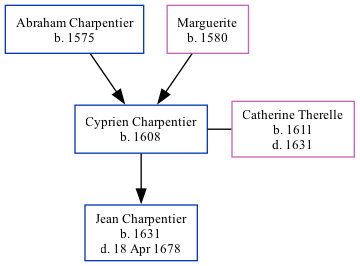 Abraham Charpentier
b. 1575
Marguerite
b. 1580
Cyprien Charpentier
b. 1608
Catherine Therelle
b. 1611
d. 1631
Jean Charpentier
b. 1631
d. 18 Apr 1678